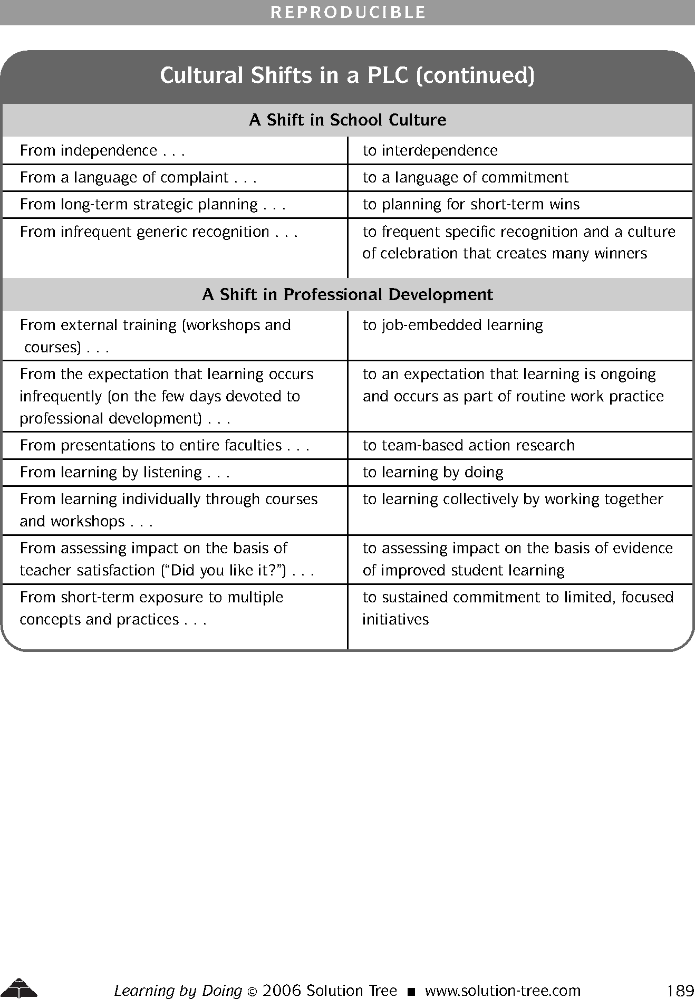 REPRODUCIBLE
Cultural Shifts in a PLC (continued)
A Shift in School Culture
From independence . . .
to interdependence
From a language of complaint . . .
to a language of commitment
From long-term strategic planning . . .
to planning for short-term wins
From infrequent generic recognition . . .
to frequent specific recognition and a culture
of celebration that creates many winners
A Shift in Professional Development
From external training (workshops and
courses) . . .
to job-embedded learning
From the expectation that learning occurs
infrequently (on the few days devoted to
professional development) . . .
to an expectation that learning is ongoing
and occurs as part of routine work practice
From presentations to entire faculties . . .
to team-based action research
From learning by listening . . .
to learning by doing
From learning individually through courses
and workshops . . .
to learning collectively by working together
From assessing impact on the basis of
teacher satisfaction (“Did you like it?”) . . .
to assessing impact on the basis of evidence
of improved student learning
From short-term exposure to multiple
concepts and practices . . .
to sustained commitment to limited, focused
initiatives
Learning by Doing © 2006 Solution Tree ■ www.solution-tree.com 189